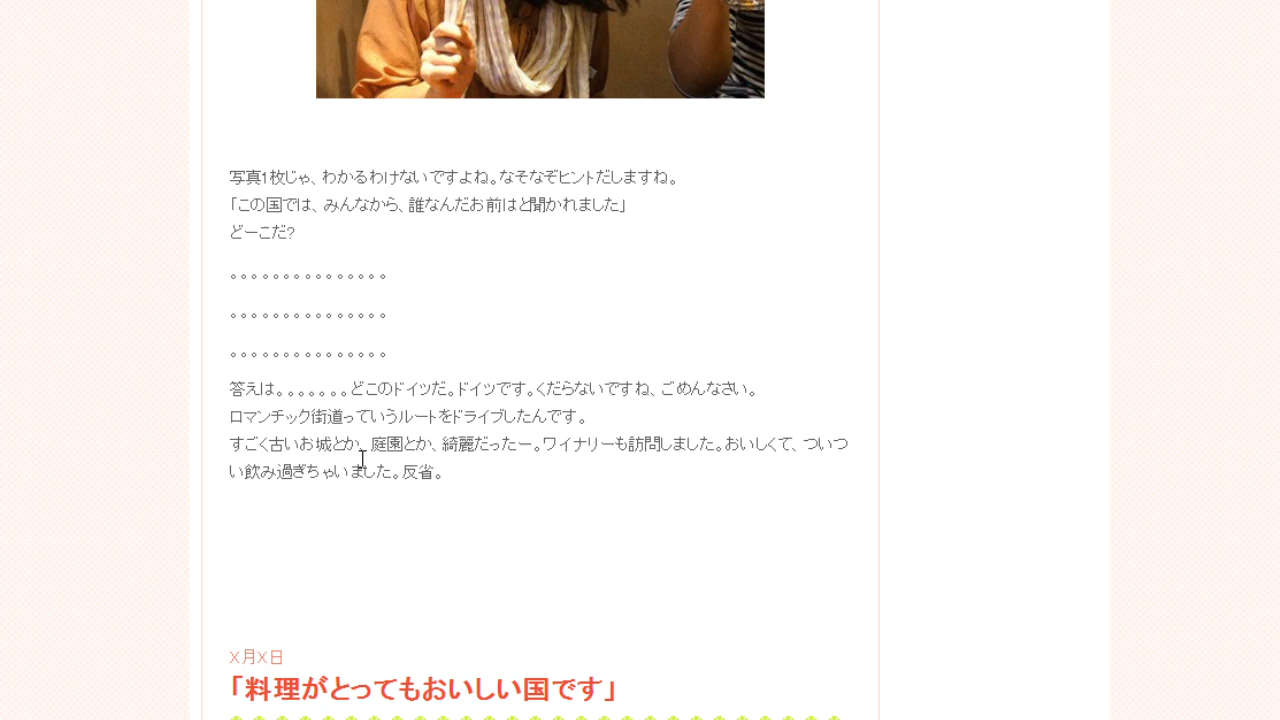 写真1枚じゃ、わかるわけないですよね。なそなぞヒントだしますね。
「この国では、みんなから、誰なんだお前はと聞かれました」
どーこだ?
。。。。。。。。。。。。。。。
。。。。。。。。。。。。。。。
。。。。。。。。。。。。。。。
答えは。。。。。。。どこのドイツだ。ドイツです。くだらないですね、ごめんなさい。
ロマンチック街道っていうルートをドライブしたんです。
すごく古いお城とか、庭園とか、綺麗だったー。ワイナリーも訪問しました。おいしくて、ついつ
い飲み過ぎちゃいました。反省。
X月X日
「料理がとってもおいしい国です」